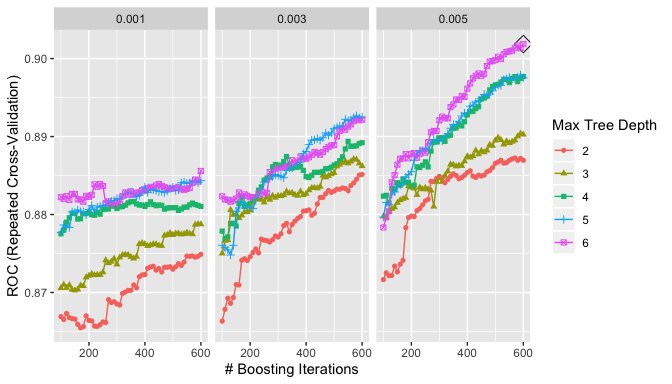 0.001 0.003 0.005
0.90
0.89
0.88
0.87
ROC (Repeated Cross-Validation)
200 400 600 200 400 600 200 400 600
# Boosting Iterations
Max Tree Depth
2
3
4
5
6